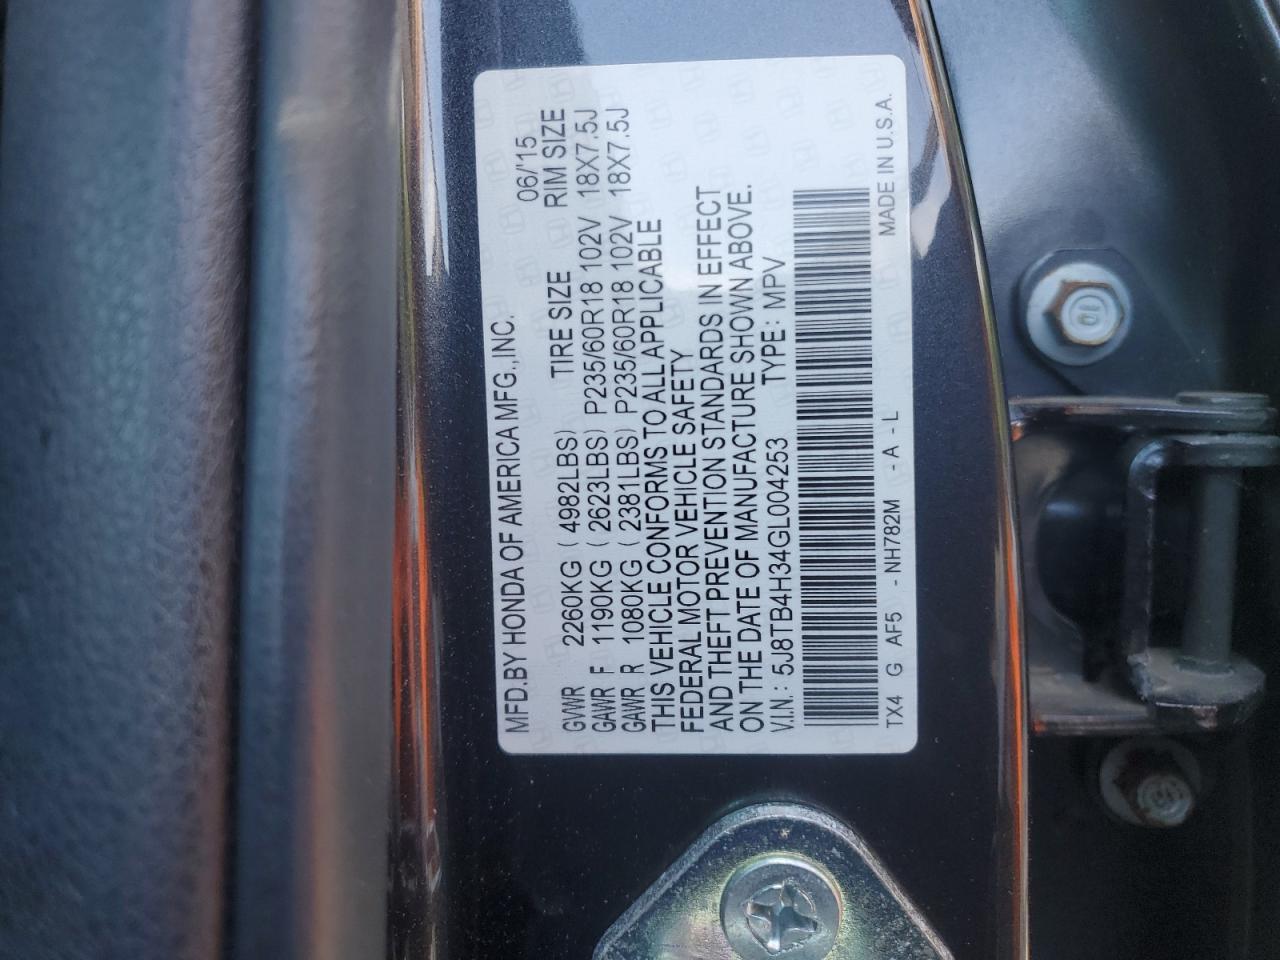 MFD.BY HONDA OF AMERICA MFG.,INC. 06/'15
GVWR 2260KG ( 4982LBS) TIRE SIZE RIM SIZE
GAWR F 1190KG ( 2623LBS) P235/60R18 102V 18X7.5J
GAWR R 1080KG ( 2381LBS) P235/60R18 102V 18X7.5J
THIS VEHICLE CONFORMS TO ALL APPLICABLE
FEDERAL MOTOR VEHICLE SAFETY
AND THEFT PREVENTION STANDARDS IN EFFECT
ON THE DATE OF MANUFACTURE SHOWN ABOVE.
V.I.N.: 5J8TB4H34GL004253 TYPE: MPV
TX4 G AF5 - NH782M - A - L MADE IN U.S.A.